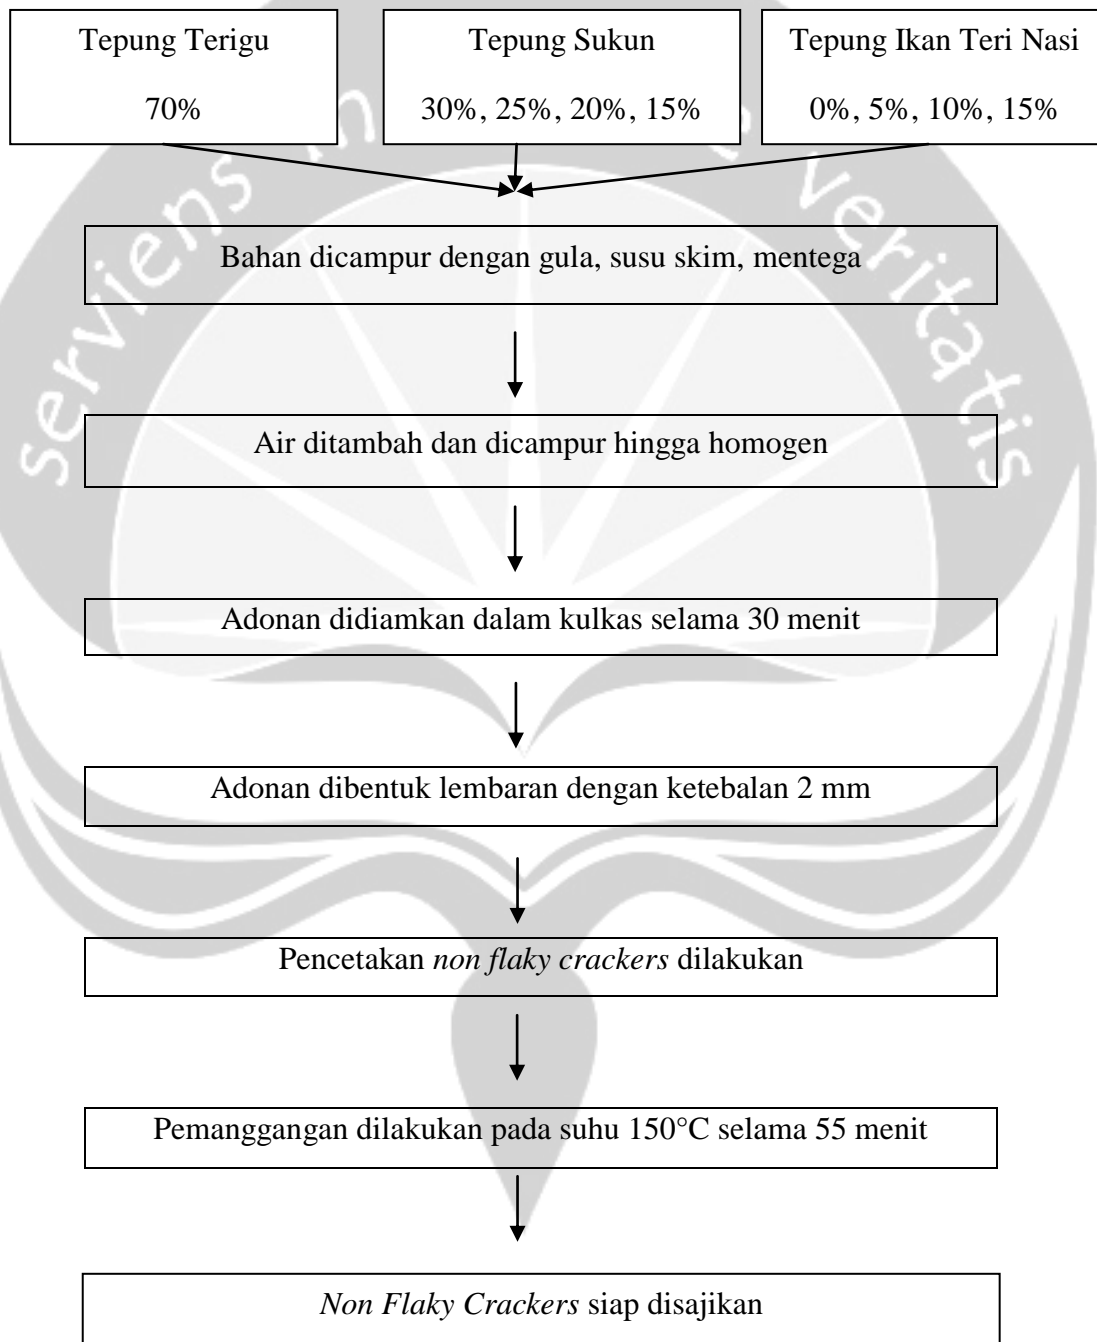 Tepung Terigu
70%
Tepung Sukun
30%, 25%, 20%, 15%
Tepung Ikan Teri Nasi
0%, 5%, 10%, 15%
Bahan dicampur dengan gula, susu skim, mentega
Air ditambah dan dicampur hingga homogen
Adonan didiamkan dalam kulkas selama 30 menit
Adonan dibentuk lembaran dengan ketebalan 2 mm
Pencetakan non flaky crackers dilakukan
Pemanggangan dilakukan pada suhu 150°C selama 55 menit
Non Flaky Crackers siap disajikan
serviens in
veritatis